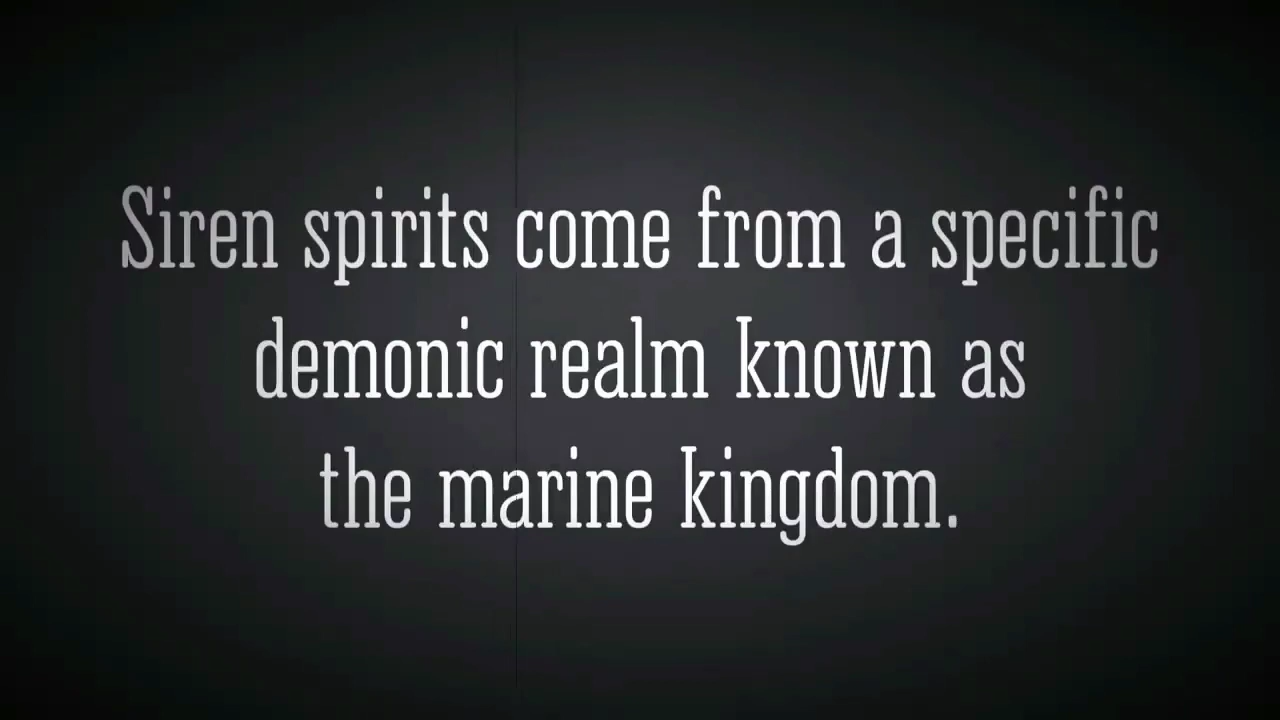 Siren spirits come from a specific
demonic realm known as
the marine kingdom.